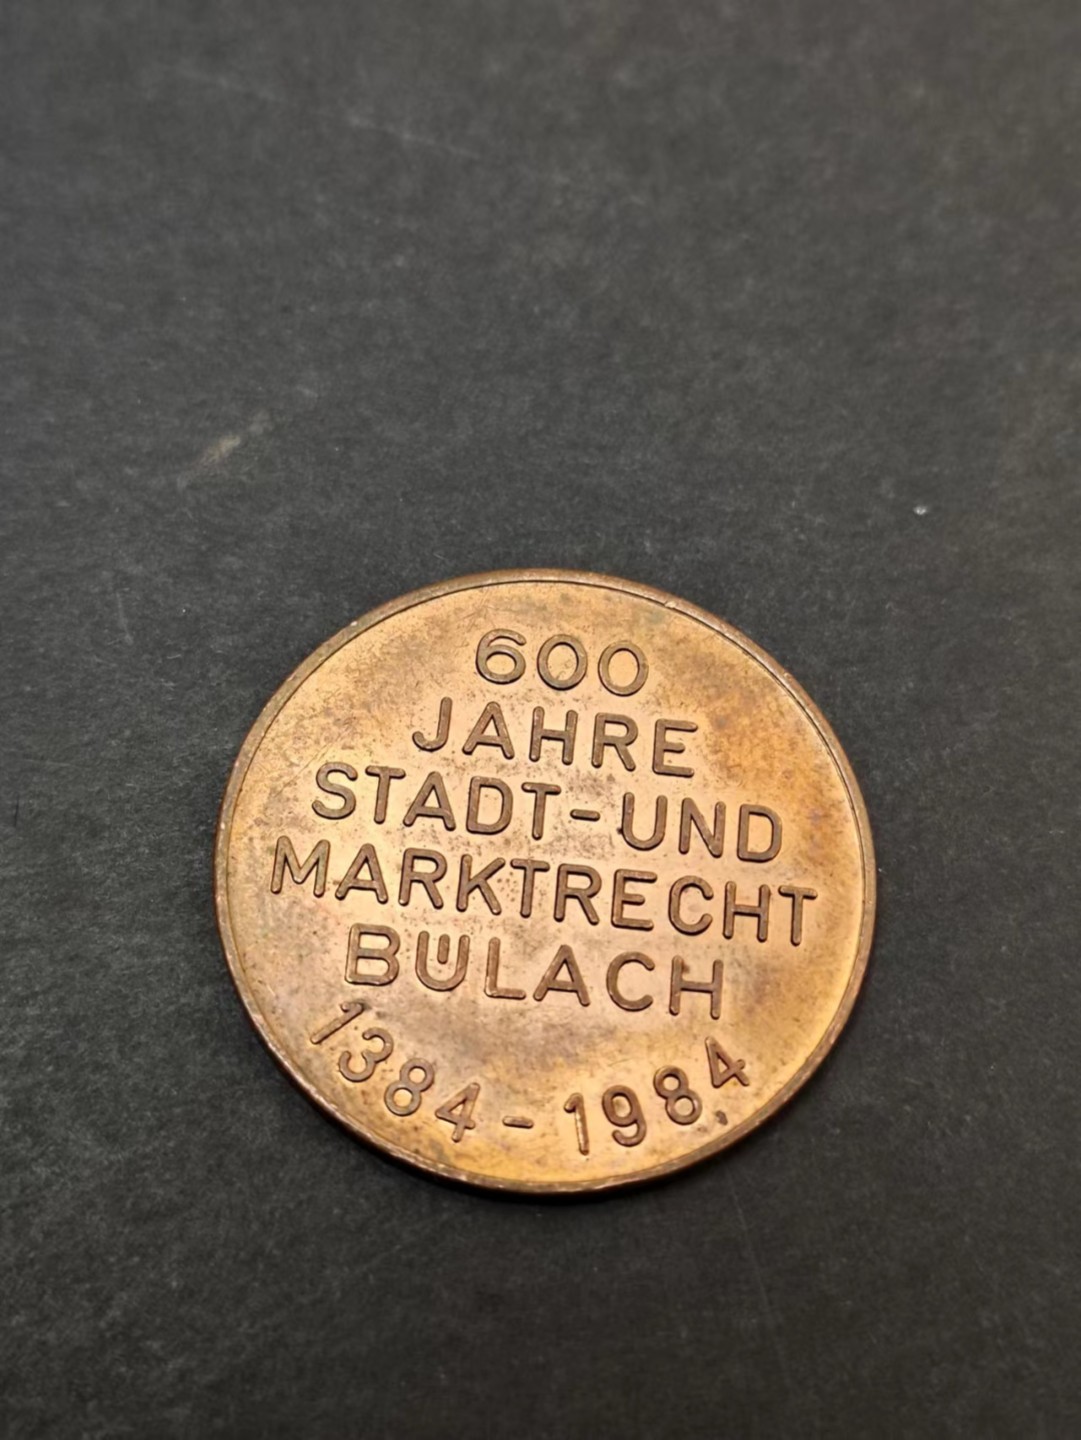 600
JAHRE
STADT-UND
MARKTRECHT
BÜLACH
1384-1984